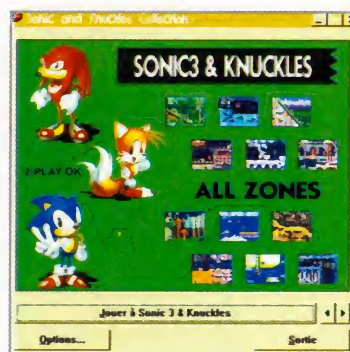 Sonic and Knuckles Collection
SONIC3 & KNUCKLES
2 PLAY OK
ALL ZONES
Jouer à Sonic 3 & Knuckles
Options...
Sortie